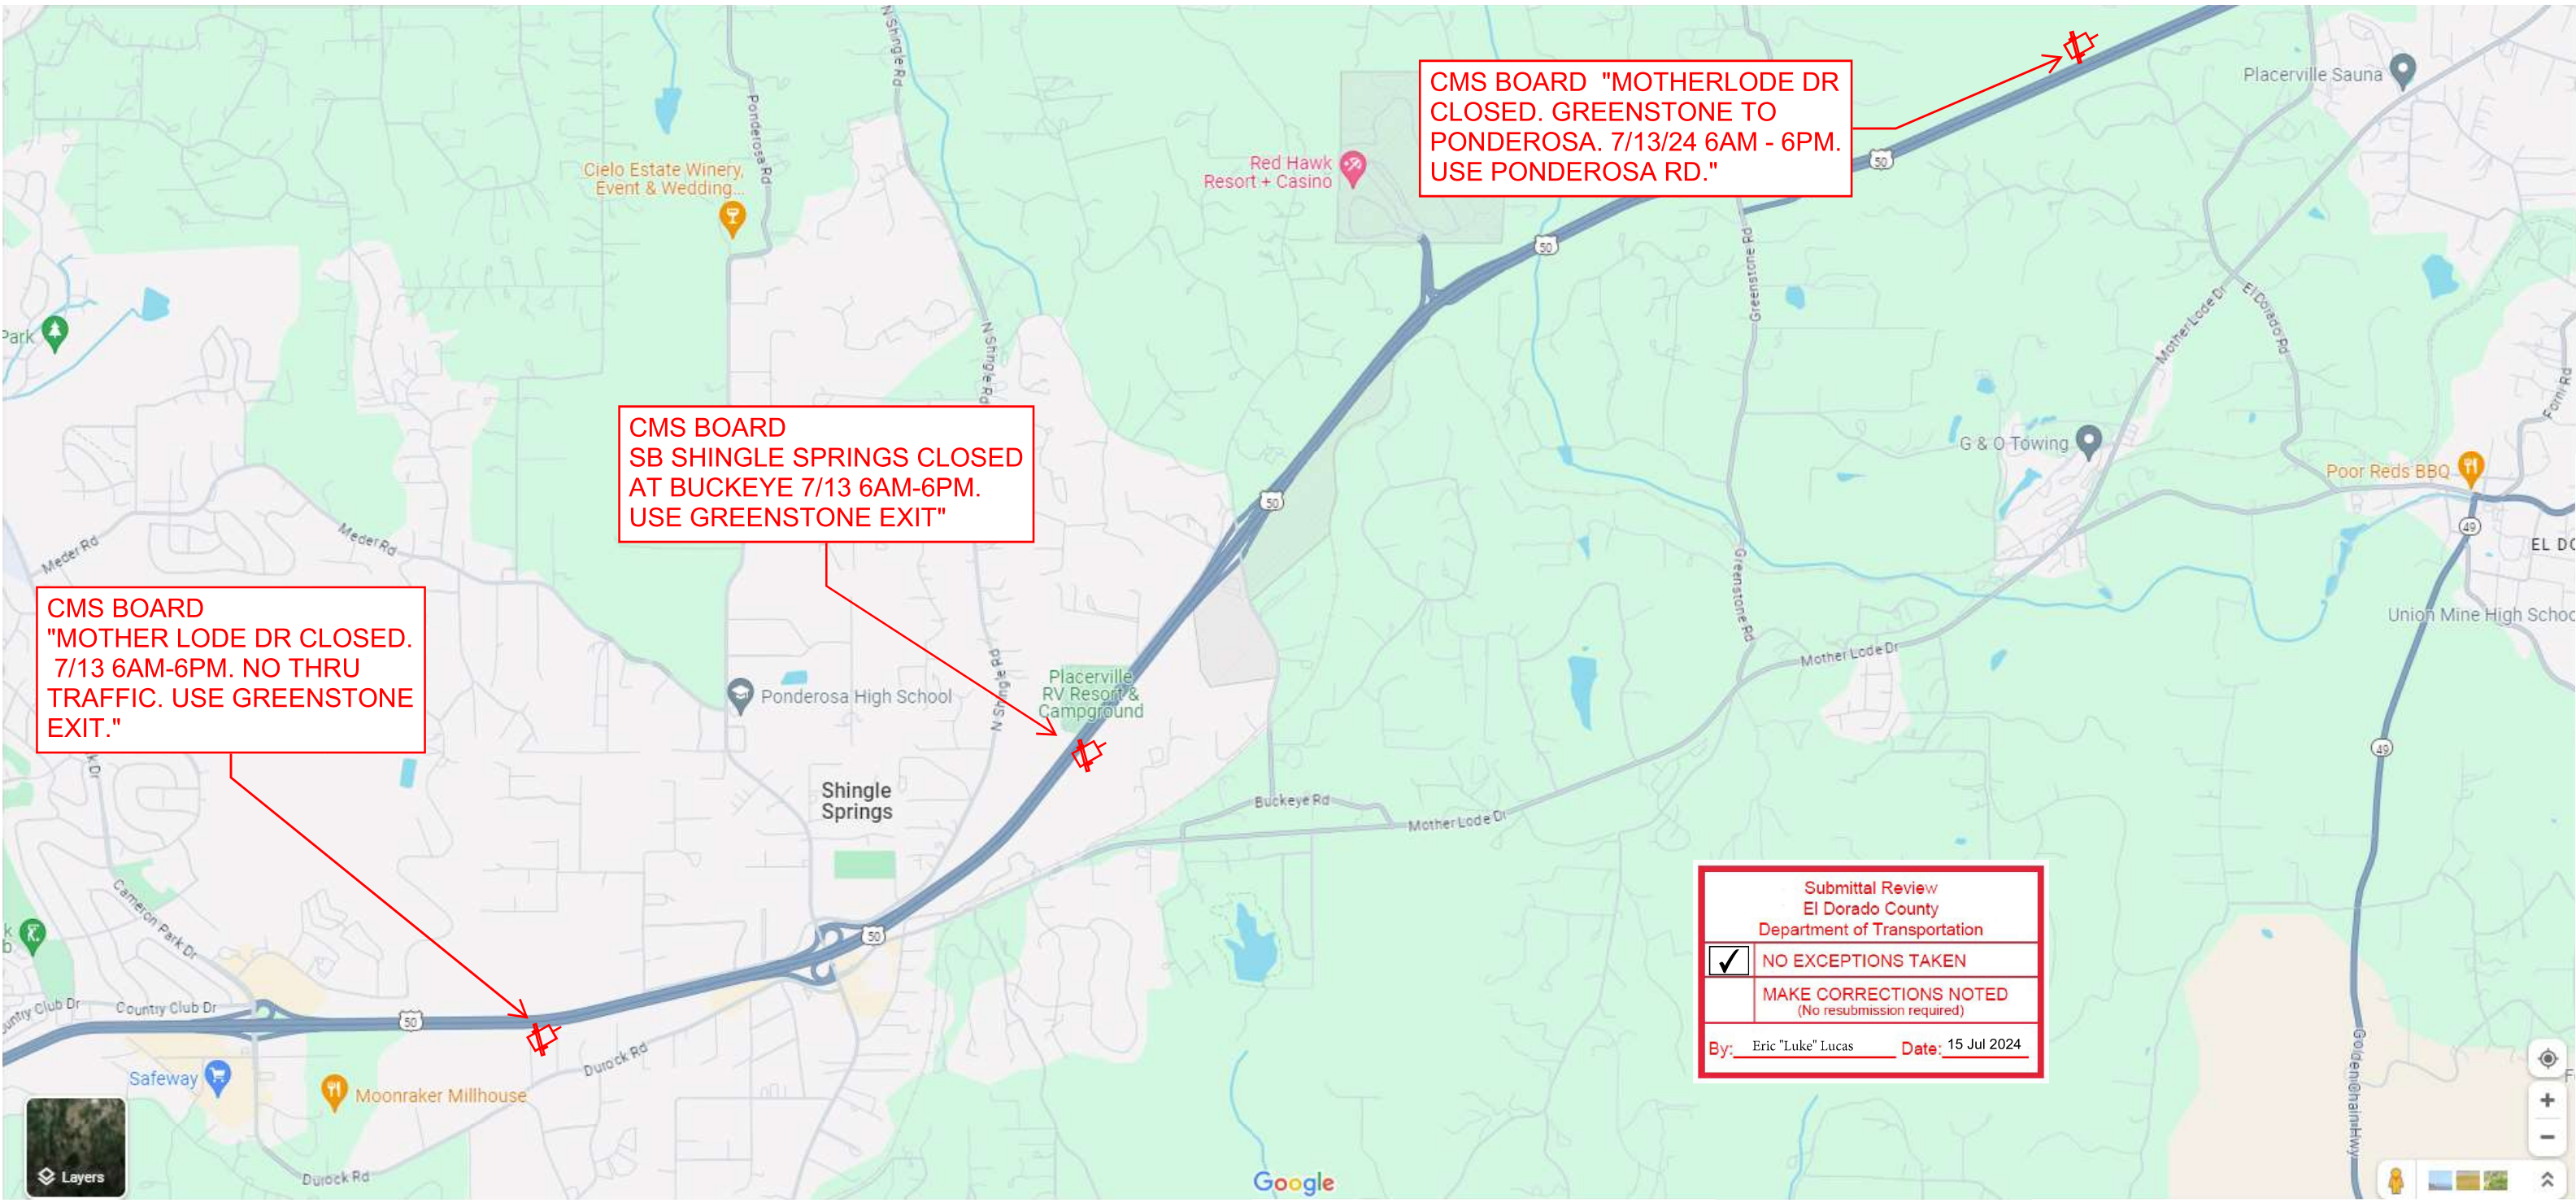 N Shingle Rd
Ponderosa Rd
Placerville Sauna
CMS BOARD "MOTHERLODE DR
CLOSED. GREENSTONE TO
PONDEROSA. 7/13/24 6AM - 6PM.
USE PONDEROSA RD."
50
Cielo Estate Winery,
Event & Wedding...
Red Hawk
Resort + Casino
50
Greenstone Rd
Mother Lode Dr
El Dorado Rd
Park
N Shingle Rd
Forni Rd
CMS BOARD
SB SHINGLE SPRINGS CLOSED
AT BUCKEYE 7/13 6AM-6PM.
USE GREENSTONE EXIT"
G & O Towing
Poor Reds BBQ
50
49
EL DO
Meder Rd
Meder Rd
Greenstone Rd
CMS BOARD
"MOTHER LODE DR CLOSED.
7/13 6AM-6PM. NO THRU
TRAFFIC. USE GREENSTONE
EXIT."
Union Mine High Schoo
Mother Lode Dr
Ponderosa High School
N Shingle Rd
Placerville
RV Resort &
Campground
49
k Dr
Shingle
Springs
Buckeye Rd
Mother Lode Dr
Cameron Park Dr
50
k
b
Submittal Review
El Dorado County
Department of Transportation
✓ NO EXCEPTIONS TAKEN
MAKE CORRECTIONS NOTED
(No resubmission required)
By: Eric "Luke" Lucas Date: 15 Jul 2024
untry Club Dr
Country Club Dr
50
Durock Rd
Safeway
Moonraker Millhouse
Golden Chain Hwy
F
Layers
Durock Rd
Google